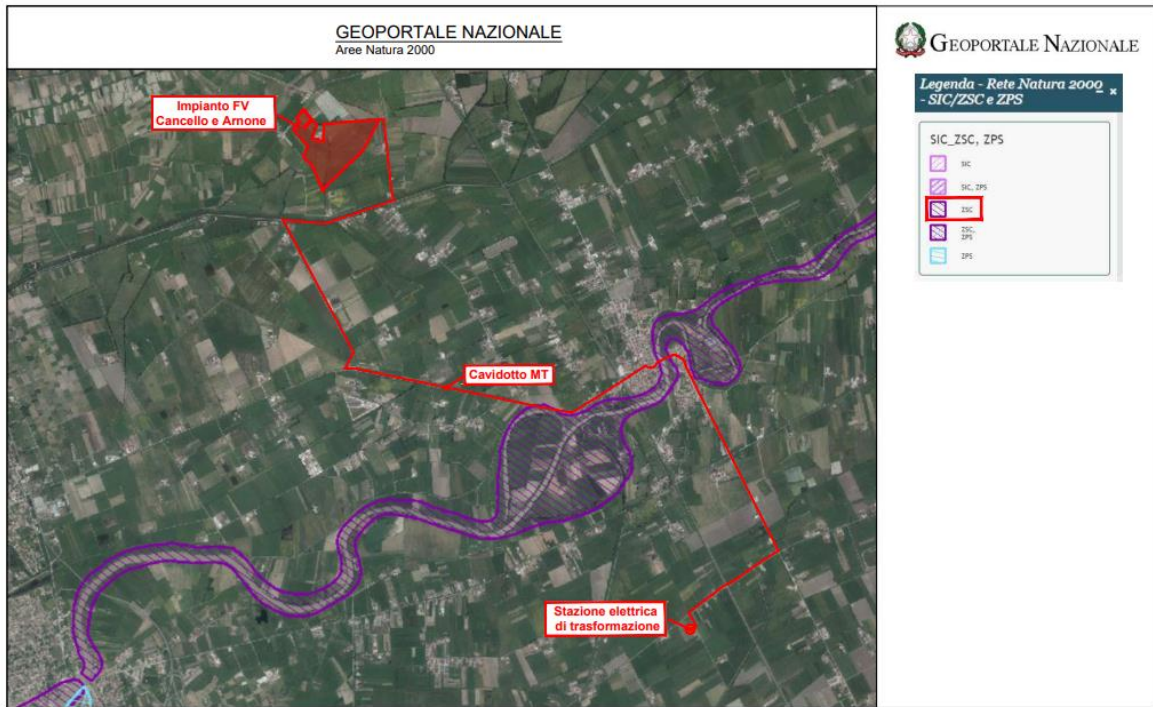 GEOPORTALE NAZIONALE
Aree Natura 2000
Impianto FV
Cancello e Arnone
Cavidotto MT
Stazione elettrica
di trasformazione
GEOPORTALE NAZIONALE
Legenda - Rete Natura 2000
- SIC/ZSC e ZPS
×
SIC_ZSC, ZPS
SIC
SIC, ZPS
ZSC
ZSC,
ZPS
ZPS